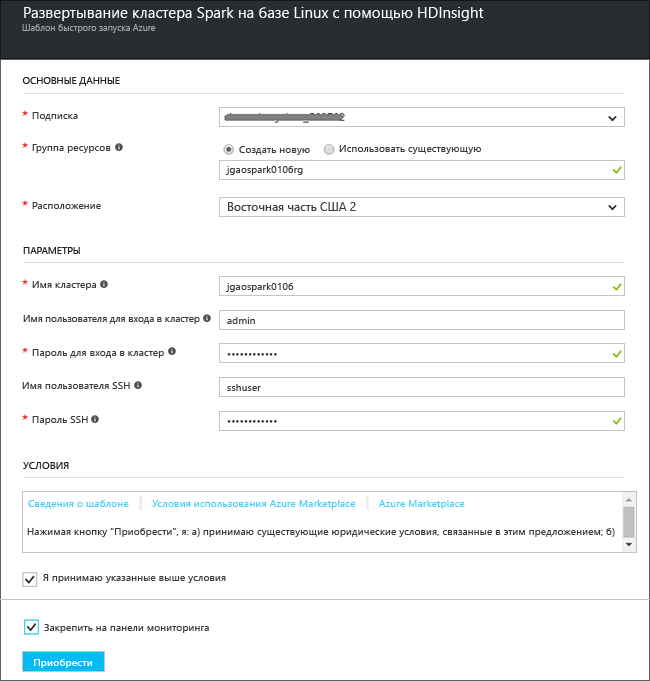 Развертывание кластера Spark на базе Linux с помощью HDInsight
Шаблон быстрого запуска Azure
ОСНОВНЫЕ ДАННЫЕ
* Подписка
* Группа ресурсов
Создать новую
Использовать существующую
jgaospark0106rg
* Расположение
Восточная часть США 2
ПАРАМЕТРЫ
* Имя кластера
jgaospark0106
Имя пользователя для входа в кластер
admin
* Пароль для входа в кластер
••••••••••••
Имя пользователя SSH
sshuser
* Пароль SSH
••••••••••••
УСЛОВИЯ
Сведения о шаблоне | Условия использования Azure Marketplace | Azure Marketplace
Нажимая кнопку "Приобрести", я: а) принимаю существующие юридические условия, связанные в этим предложением; б)
Я принимаю указанные выше условия
Закрепить на панели мониторинга
Приобрести